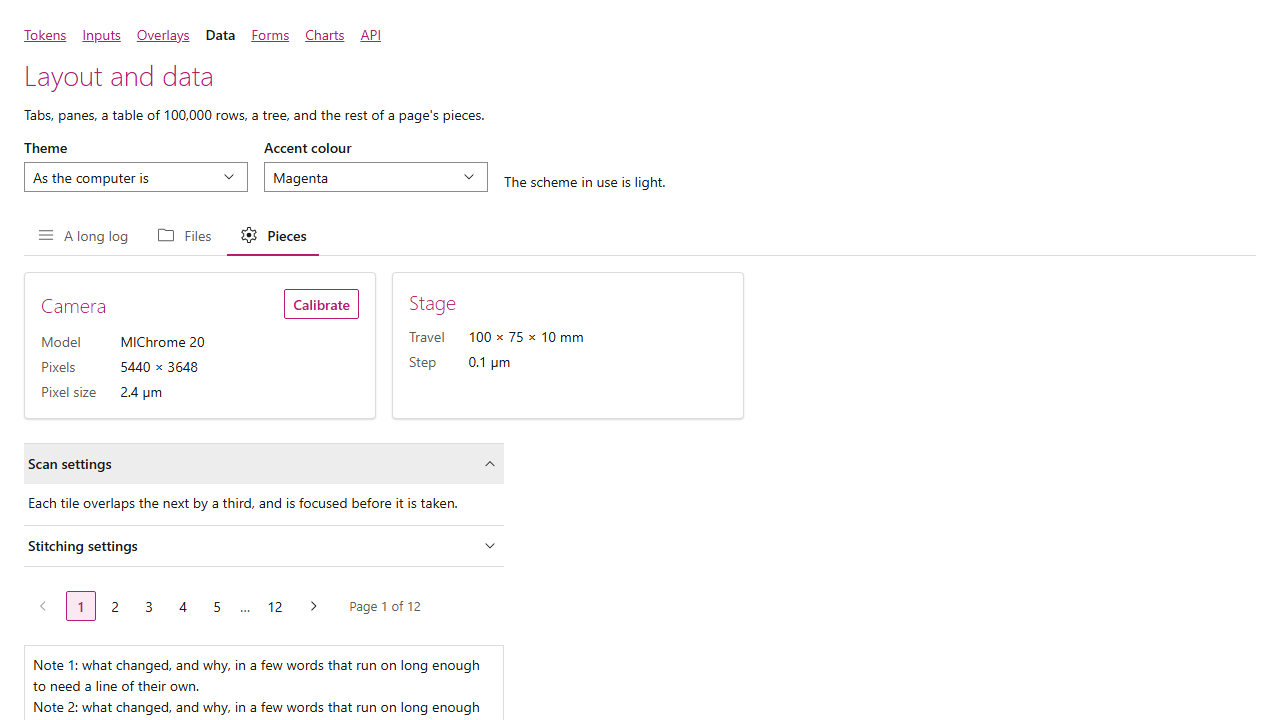 Tokens Inputs Overlays Data Forms Charts API
Layout and data
Tabs, panes, a table of 100,000 rows, a tree, and the rest of a page's pieces.
Theme Accent colour
As the computer is Magenta The scheme in use is light.
A long log Files Pieces
Camera Calibrate
Model MIChrome 20
Pixels 5440 × 3648
Pixel size 2.4 µm
Stage
Travel 100 × 75 × 10 mm
Step 0.1 µm
Scan settings
Each tile overlaps the next by a third, and is focused before it is taken.
Stitching settings
1 2 3 4 5 … 12 Page 1 of 12
Note 1: what changed, and why, in a few words that run on long enough
to need a line of their own.
Note 2: what changed, and why, in a few words that run on long enough